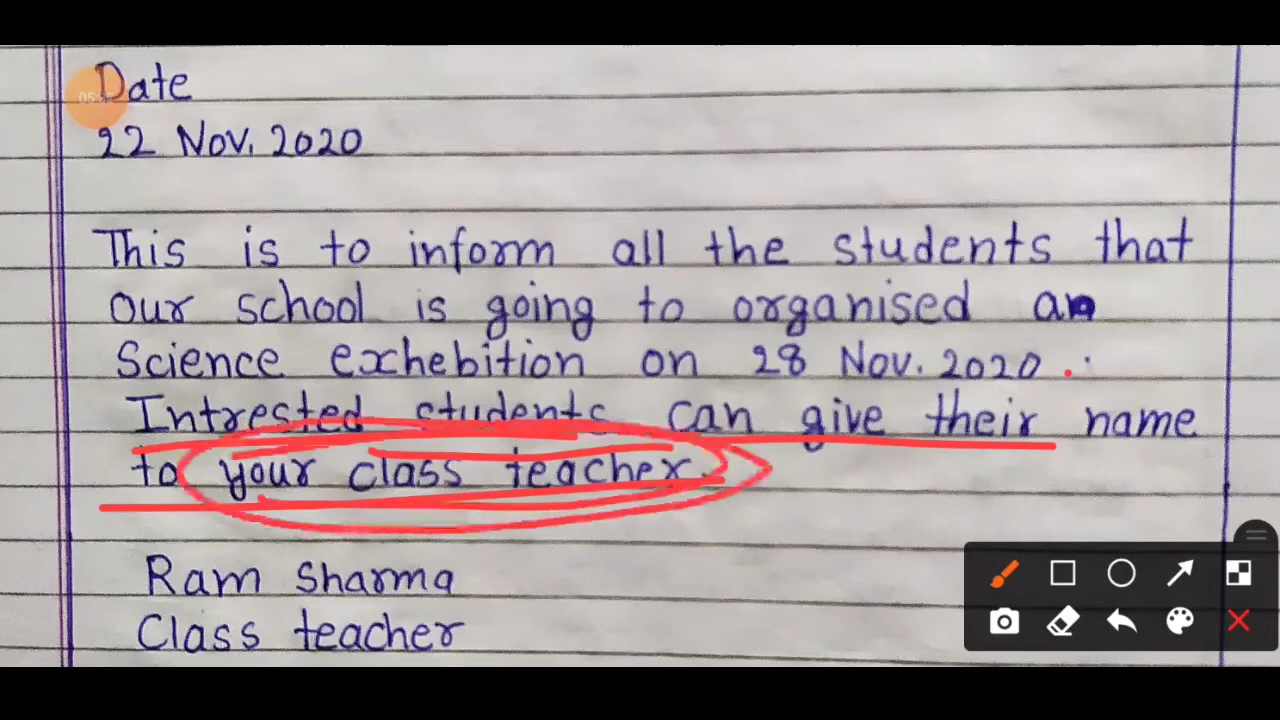 Date
22 Nov. 2020
This is to inform all the students that
our school is going to organised an
Science exhebition on 28 Nov. 2020 .
Intrested students can give their name
to your class teacher.
Ram Sharma
Class teacher